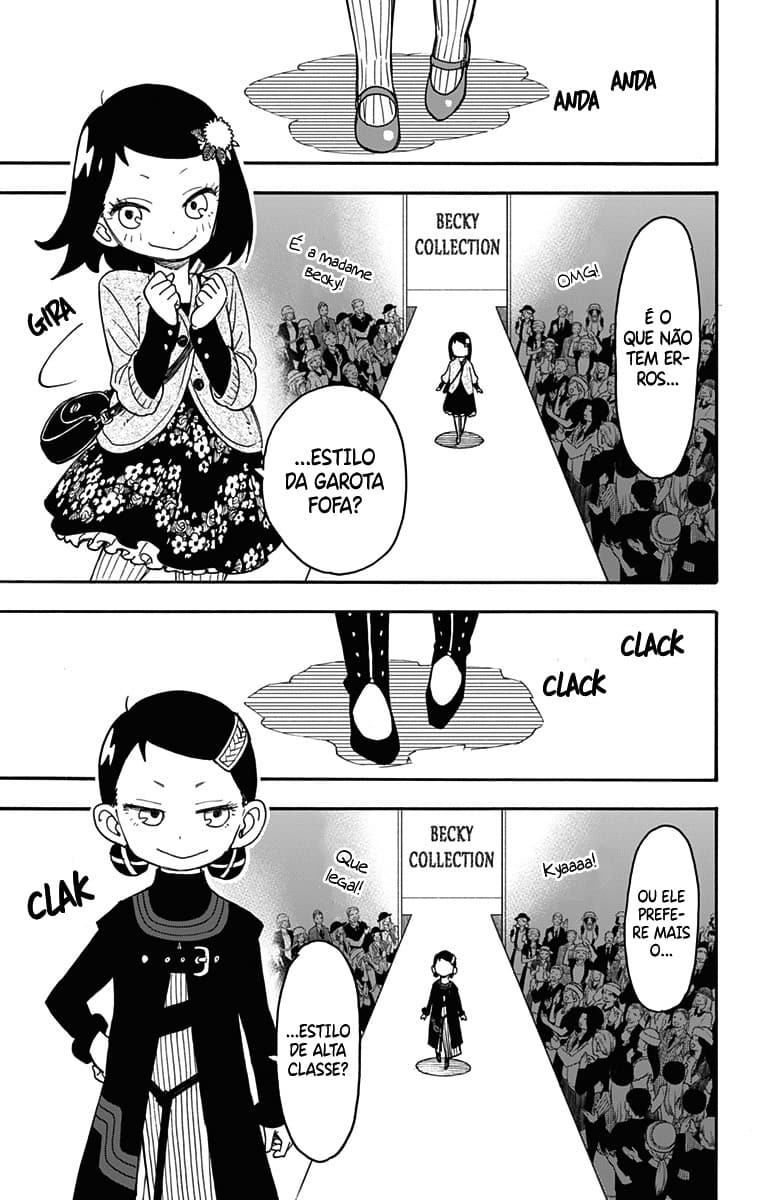 ANDA
ANDA
BECKY
COLLECTION
OMG!
É a madame
Becky!
É O
QUE NÃO
TEM ER-
ROS...
GIRA
...ESTILO
DA GAROTA
FOFA?
CLACK
CLACK
BECKY
COLLECTION
Kyaaaa!
Que
legal!
OU ELE
PREFE-
RE MAIS
O...
CLAK
...ESTILO
DE ALTA
CLASSE?